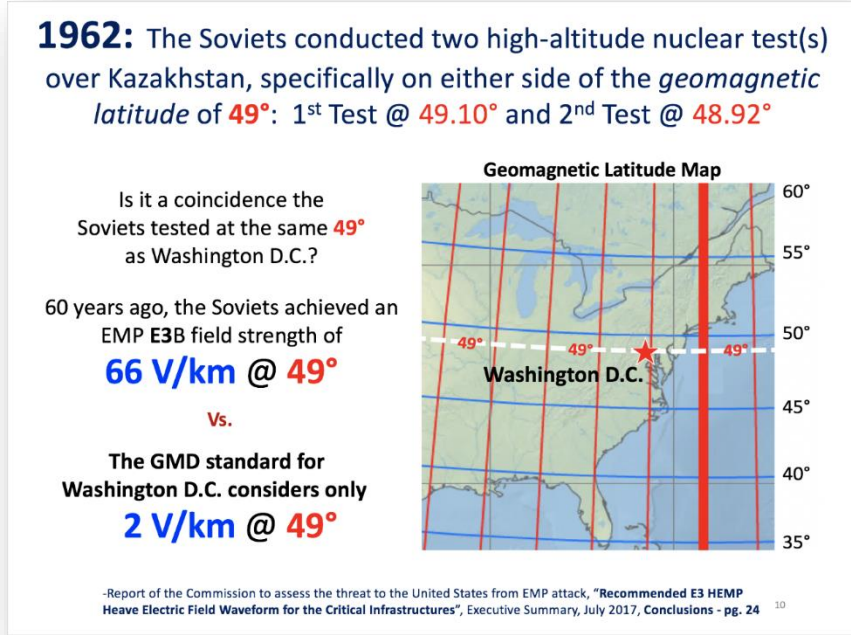 1962: The Soviets conducted two high-altitude nuclear test(s)
over Kazakhstan, specifically on either side of the geomagnetic
latitude of 49°: 1st Test @ 49.10° and 2nd Test @ 48.92°
Is it a coincidence the
Soviets tested at the same 49°
as Washington D.C.?
60 years ago, the Soviets achieved an
EMP E3B field strength of
66 V/km @ 49°
Vs.
The GMD standard for
Washington D.C. considers only
2 V/km @ 49°
Geomagnetic Latitude Map
60°
55°
50°
49°
49°
49°
Washington D.C.
45°
40°
35°
-Report of the Commission to assess the threat to the United States from EMP attack, “Recommended E3 HEMP
Heave Electric Field Waveform for the Critical Infrastructures”, Executive Summary, July 2017, Conclusions - pg. 24
10